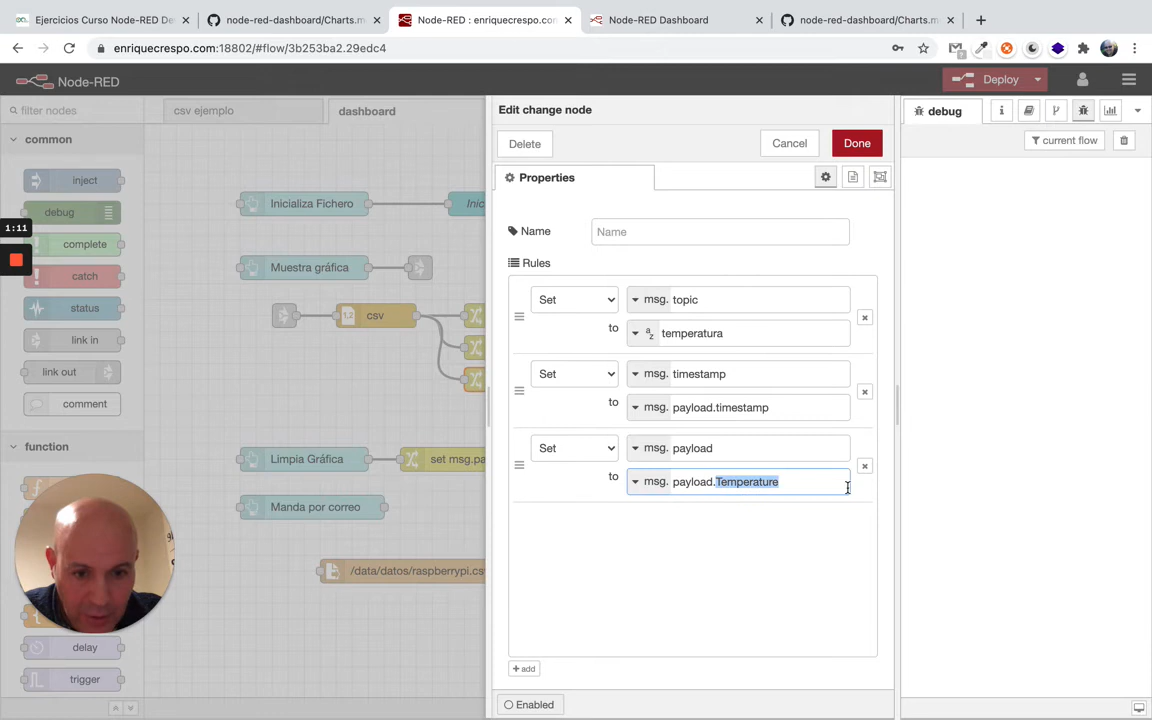 Ejercicios Curso Node-RED De
node-red-dashboard/Charts.m
Node-RED : enriquecrespo.con
Node-RED Dashboard
node-red-dashboard/Charts.m
enriquecrespo.com:18802/#flow/3b253ba2.29edc4
Node-RED
Deploy
filter nodes
csv ejemplo
dashboard
Edit change node
debug
common
Delete
Cancel
Done
current flow
inject
Properties
debug
Inicializa Fichero
Inic
1:11
Name
Name
complete
Rules
Muestra gráfica
catch
Set
msg. topic
status
csv
to
temperatura
link in
link out
Set
msg. timestamp
comment
to
msg. payload.timestamp
function
Set
msg. payload
Limpia Gráfica
set msg.pa
to
msg. payload.Temperature
Manda por correo
/data/datos/raspberrypi.cs
delay
add
trigger
Enabled